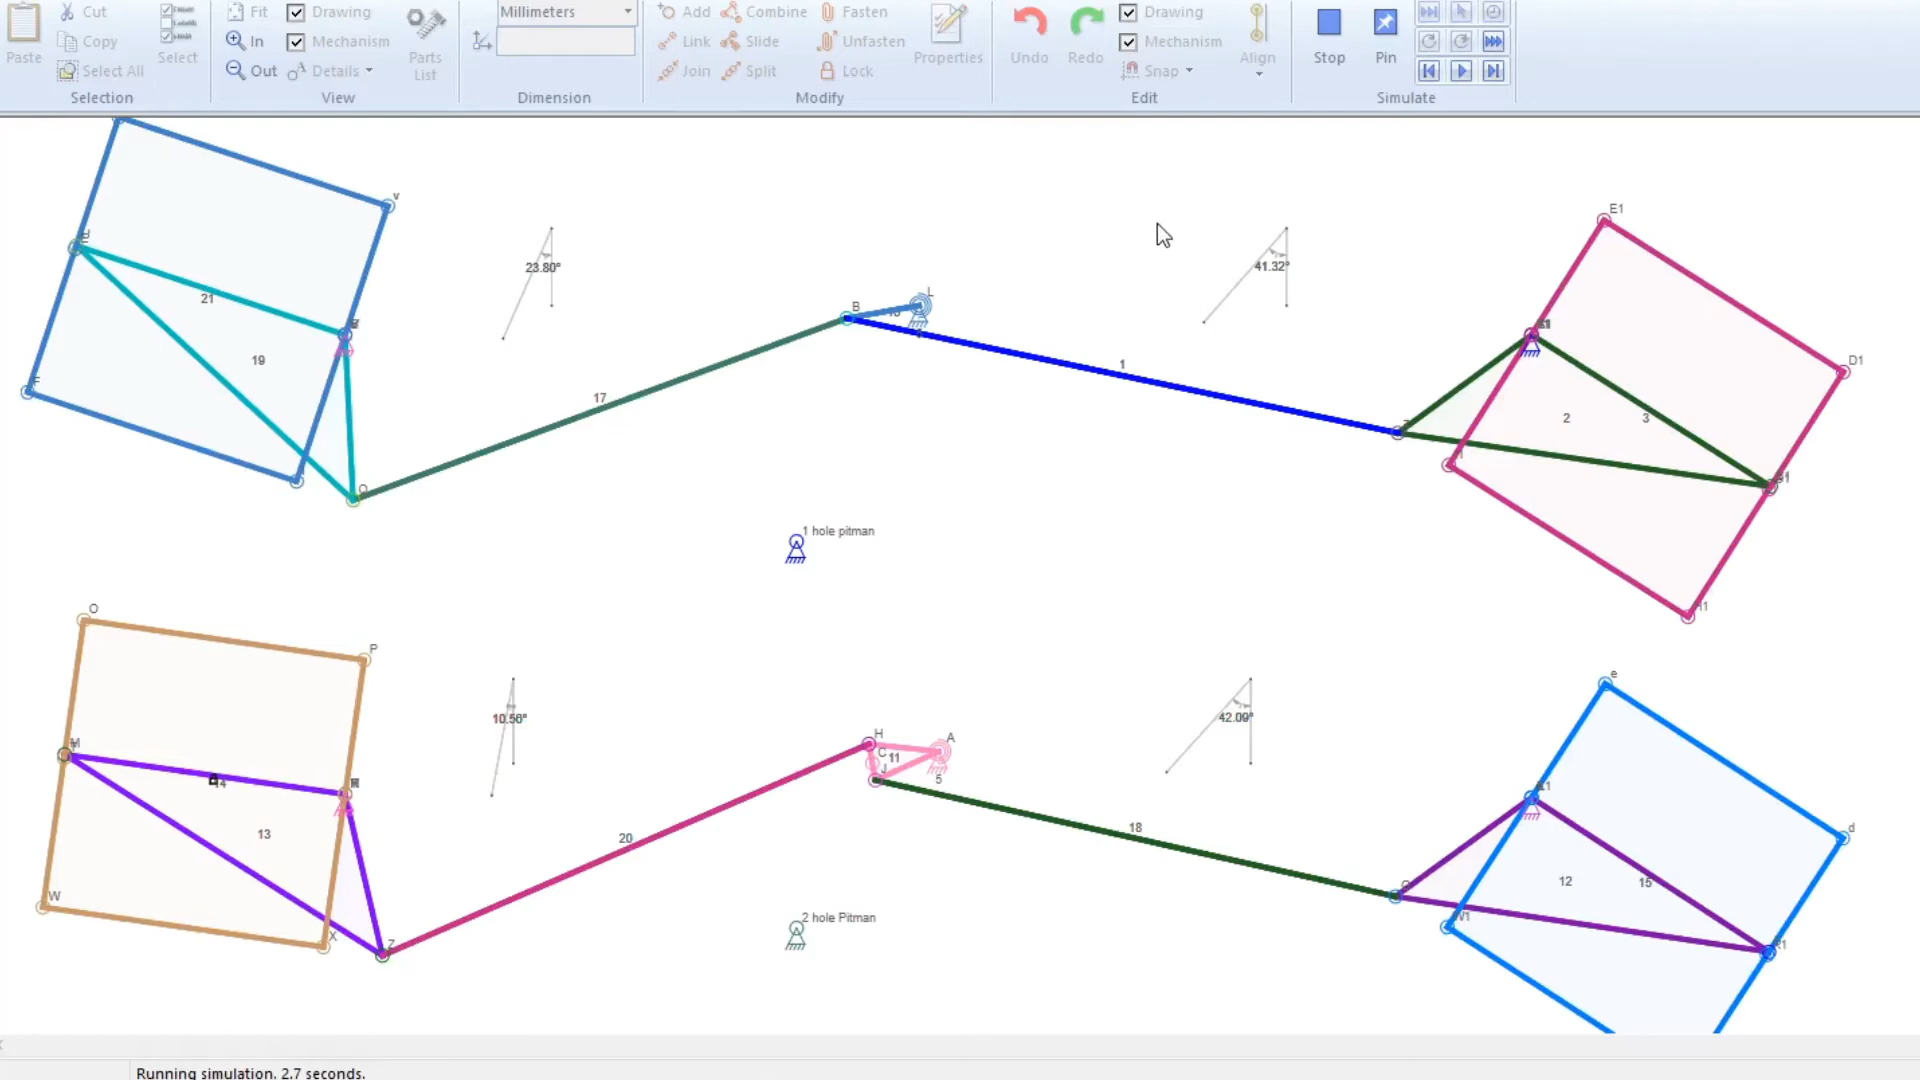 Paste
Cut
Copy
Select All
Select
Selection
Fit
In
Out
Drawing
Mechanism
Details
Parts
List
View
Millimeters
Dimension
Add
Link
Join
Combine
Slide
Split
Fasten
Unfasten
Lock
Properties
Modify
Undo
Redo
Drawing
Mechanism
Snap
Align
Edit
Stop
Pin
Simulate
v
21
19
F
23.80°
17
B
L
1
41.32°
E1
D1
2
3
1 hole pitman
O
P
M
13
W
X
Z
10.56°
20
H
C
11
J
A
5
18
42.09°
e
d
12
15
R1
2 hole Pitman
Running simulation. 2.7 seconds.